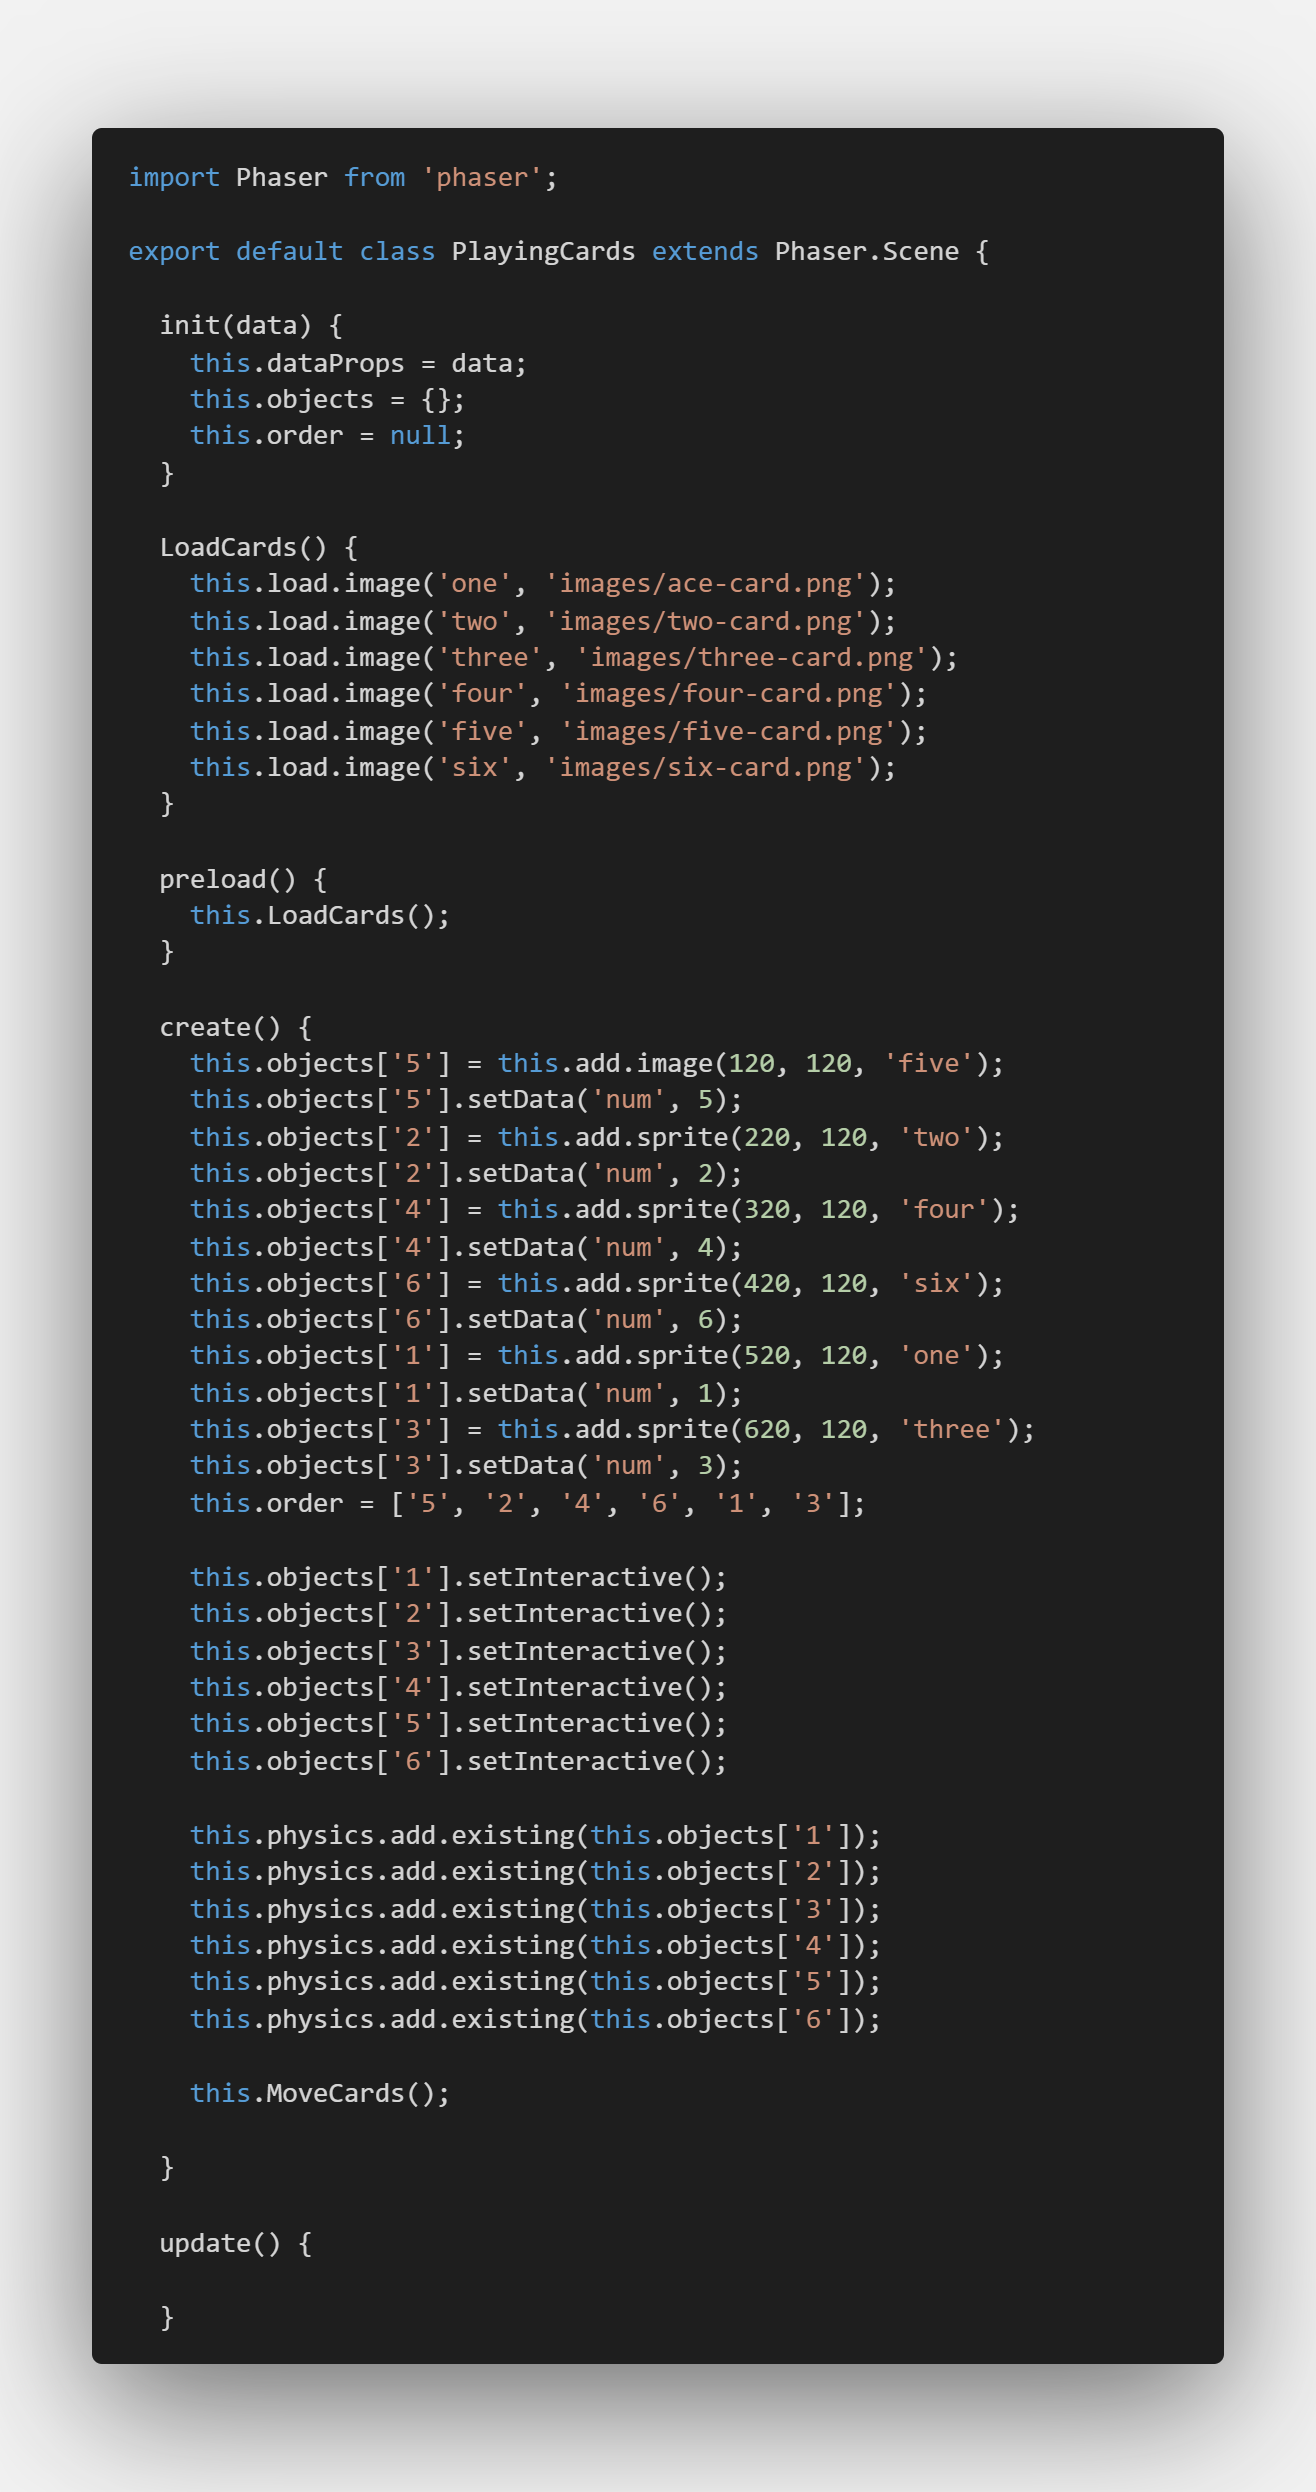 import Phaser from 'phaser';

export default class PlayingCards extends Phaser.Scene {

  init(data) {
    this.dataProps = data;
    this.objects = {};
    this.order = null;
  }

  LoadCards() {
    this.load.image('one', 'images/ace-card.png');
    this.load.image('two', 'images/two-card.png');
    this.load.image('three', 'images/three-card.png');
    this.load.image('four', 'images/four-card.png');
    this.load.image('five', 'images/five-card.png');
    this.load.image('six', 'images/six-card.png');
  }

  preload() {
    this.LoadCards();
  }

  create() {
    this.objects['5'] = this.add.image(120, 120, 'five');
    this.objects['5'].setData('num', 5);
    this.objects['2'] = this.add.sprite(220, 120, 'two');
    this.objects['2'].setData('num', 2);
    this.objects['4'] = this.add.sprite(320, 120, 'four');
    this.objects['4'].setData('num', 4);
    this.objects['6'] = this.add.sprite(420, 120, 'six');
    this.objects['6'].setData('num', 6);
    this.objects['1'] = this.add.sprite(520, 120, 'one');
    this.objects['1'].setData('num', 1);
    this.objects['3'] = this.add.sprite(620, 120, 'three');
    this.objects['3'].setData('num', 3);
    this.order = ['5', '2', '4', '6', '1', '3'];

    this.objects['1'].setInteractive();
    this.objects['2'].setInteractive();
    this.objects['3'].setInteractive();
    this.objects['4'].setInteractive();
    this.objects['5'].setInteractive();
    this.objects['6'].setInteractive();

    this.physics.add.existing(this.objects['1']);
    this.physics.add.existing(this.objects['2']);
    this.physics.add.existing(this.objects['3']);
    this.physics.add.existing(this.objects['4']);
    this.physics.add.existing(this.objects['5']);
    this.physics.add.existing(this.objects['6']);

    this.MoveCards();

  }

  update() {

  }